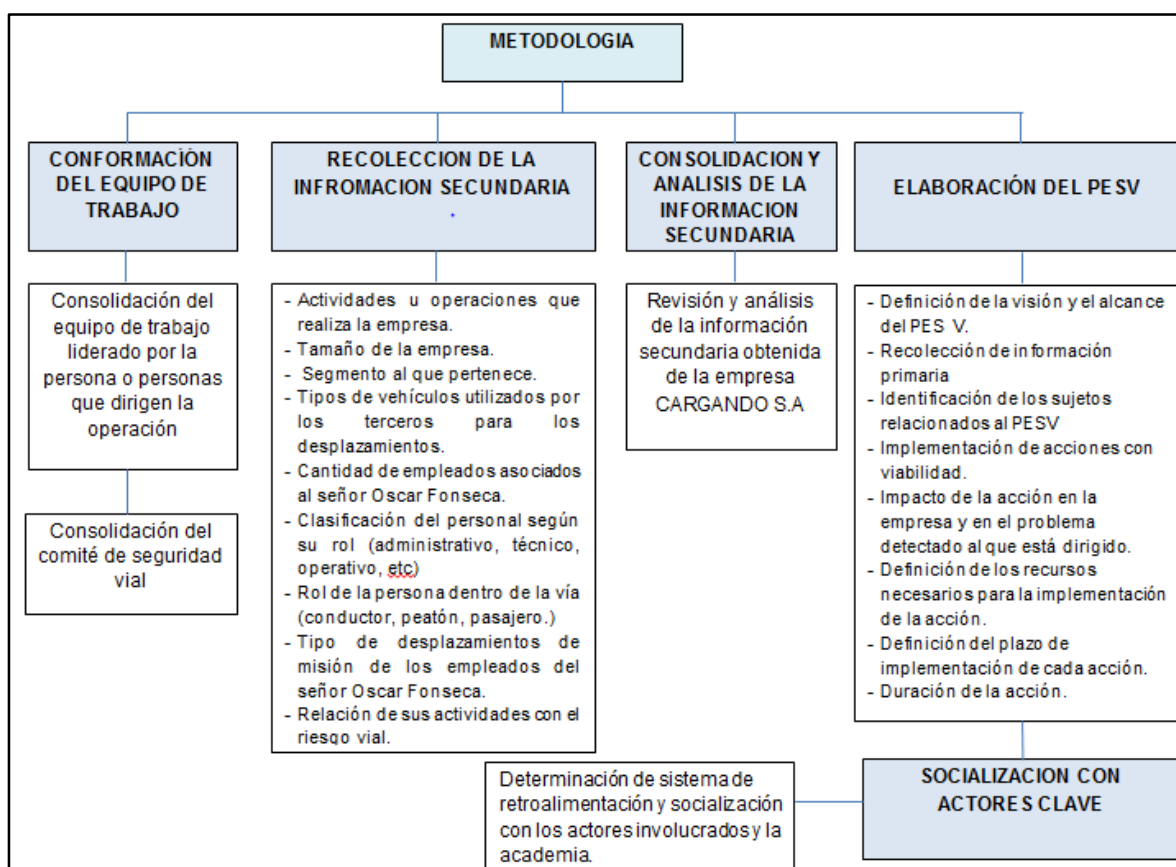 METODOLOGIA
CONFORMACIÓN
DEL EQUIPO DE
TRABAJO
Consolidación del
equipo de trabajo
liderado por la
persona o personas
que dirigen la
operación
Consolidación del
comité de seguridad
vial
RECOLECCION DE LA
INFROMACION SECUNDARIA
.
- Actividades u operaciones que
realiza la empresa.
- Tamaño de la empresa.
- Segmento al que pertenece.
- Tipos de vehículos utilizados por
los terceros para los
desplazamientos.
- Cantidad de empleados asociados
al señor Oscar Fonseca.
- Clasificación del personal según
su rol (administrativo, técnico,
operativo, etc)
- Rol de la persona dentro de la vía
(conductor, peatón, pasajero.)
- Tipo de desplazamientos de
misión de los empleados del
señor Oscar Fonseca.
- Relación de sus actividades con el
riesgo vial.
CONSOLIDACION Y
ANALISIS DE LA
INFORMACION
SECUNDARIA
Revisión y análisis
de la información
secundaria obtenida
de la empresa
CARGANDO S.A
ELABORACIÓN DEL PESV
- Definición de la visión y el alcance
del PES V.
- Recolección de información
primaria
- Identificación de los sujetos
relacionados al PESV
- Implementación de acciones con
viabilidad.
- Impacto de la acción en la
empresa y en el problema
detectado al que está dirigido.
- Definición de los recursos
necesarios para la implementación
de la acción.
- Definición del plazo de
implementación de cada acción.
- Duración de la acción.
SOCIALIZACION CON
ACTORES CLAVE
Determinación de sistema de
retroalimentación y socialización
con los actores involucrados y la
academia.